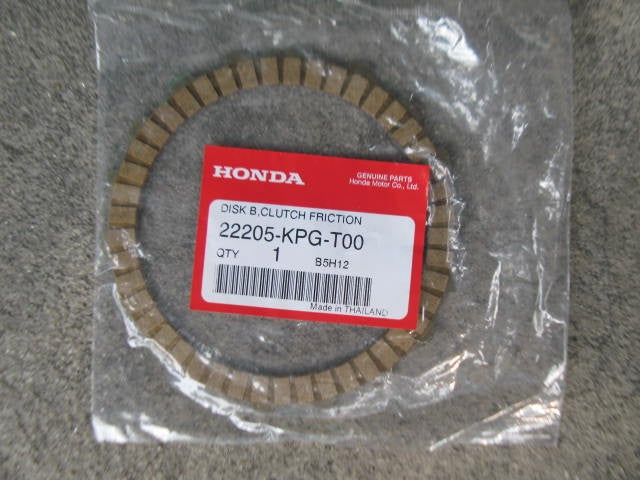 HONDA
GENUINE PARTS
Honda Motor Co., Ltd.
DISK B,CLUTCH FRICTION
22205-KPG-T00
QTY 1 B5H12
Made in THAILAND